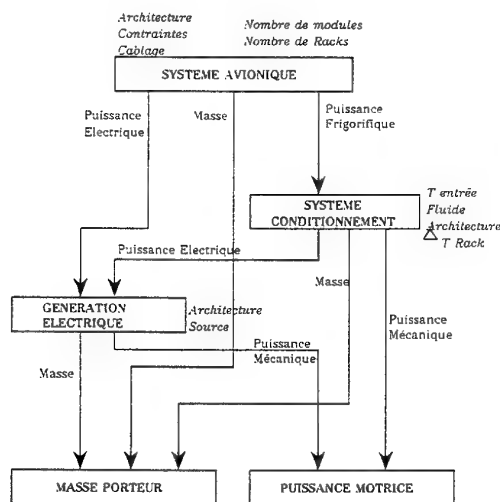 Architecture
Contraintes
Cablage
Nombre de modules
Nombre de Racks
SYSTEME AVIONIQUE
Puissance
Electrique
Masse
Puissance
Frigorifique
SYSTEME
CONDITIONNEMENT
T entrée
Fluide
Architecture
Δ T Rack
Puissance Electrique
Masse
GENERATION
ELECTRIQUE
Architecture
Source
Puissance
Mécanique
Puissance
Mécanique
Masse
MASSE PORTEUR
PUISSANCE MOTRICE